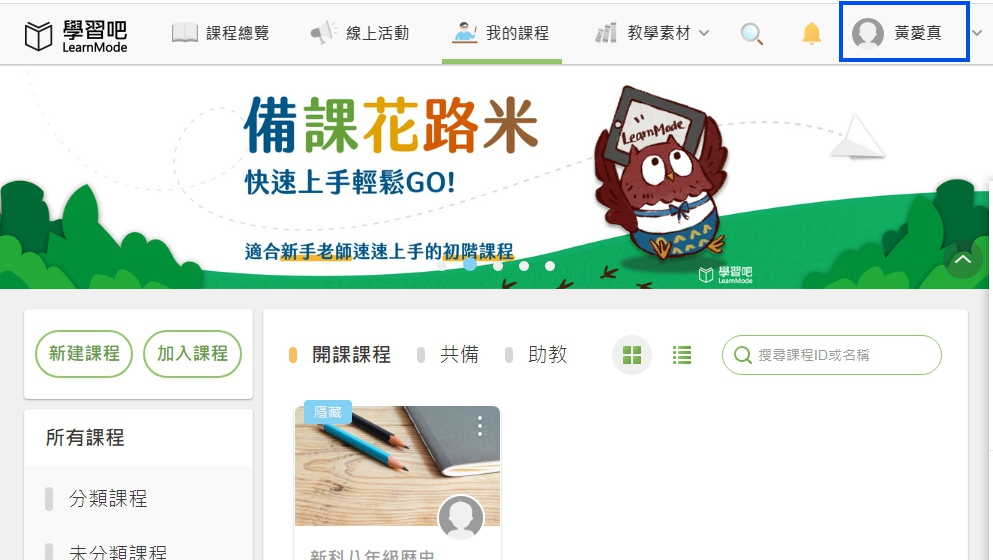 學習吧
LearnMode
課程總覽
線上活動
我的課程
教學素材
黃愛真
備課花路米
快速上手輕鬆GO!
適合新手老師速速上手的初階課程
LearnMode
學習吧
LearnMode
新建課程
加入課程
開課課程
共備
助教
搜尋課程ID或名稱
所有課程
隱藏
分類課程
未分類課程
新科八年級歷史